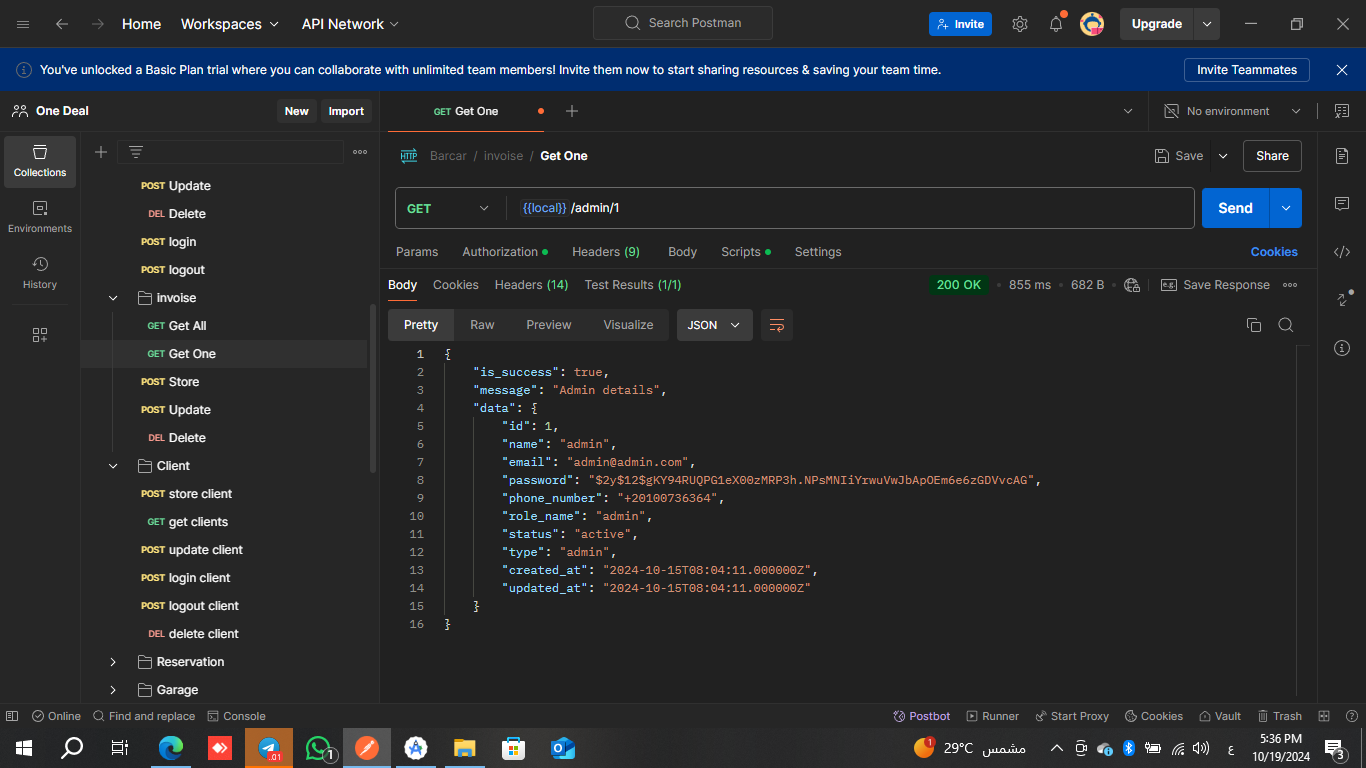 Home Workspaces API Network Search Postman Invite Upgrade
You've unlocked a Basic Plan trial where you can collaborate with unlimited team members! Invite them now to start sharing resources & saving your team time. Invite Teammates
One Deal New Import GET Get One No environment
Collections
Environments
History
POST Update
DEL Delete
POST login
POST logout
invoise
GET Get All
GET Get One
POST Store
POST Update
DEL Delete
Client
POST store client
GET get clients
POST update client
POST login client
POST logout client
DEL delete client
Reservation
Garage
HTTP Barcar / invoise / Get One Save Share
GET {{local}} /admin/1 Send
Params Authorization Headers (9) Body Scripts Settings Cookies
Body Cookies Headers (14) Test Results (1/1) 200 OK 855 ms 682 B e.g. Save Response
Pretty Raw Preview Visualize JSON
1 {
2 "is_success": true,
3 "message": "Admin details",
4 "data": {
5 "id": 1,
6 "name": "admin",
7 "email": "admin@admin.com",
8 "password": "$2y$12$gKY94RUQPG1eX00zMRP3h.NPsMNIiYrwuVwJbApOEm6e6zGDVvcAG",
9 "phone_number": "+20100736364",
10 "role_name": "admin",
11 "status": "active",
12 "type": "admin",
13 "created_at": "2024-10-15T08:04:11.000000Z",
14 "updated_at": "2024-10-15T08:04:11.000000Z"
15 }
16 }
Online Find and replace Console Postbot Runner Start Proxy Cookies Vault Trash
.01 1 1 29°C مشمس ع 5:36 PM
10/19/2024 3